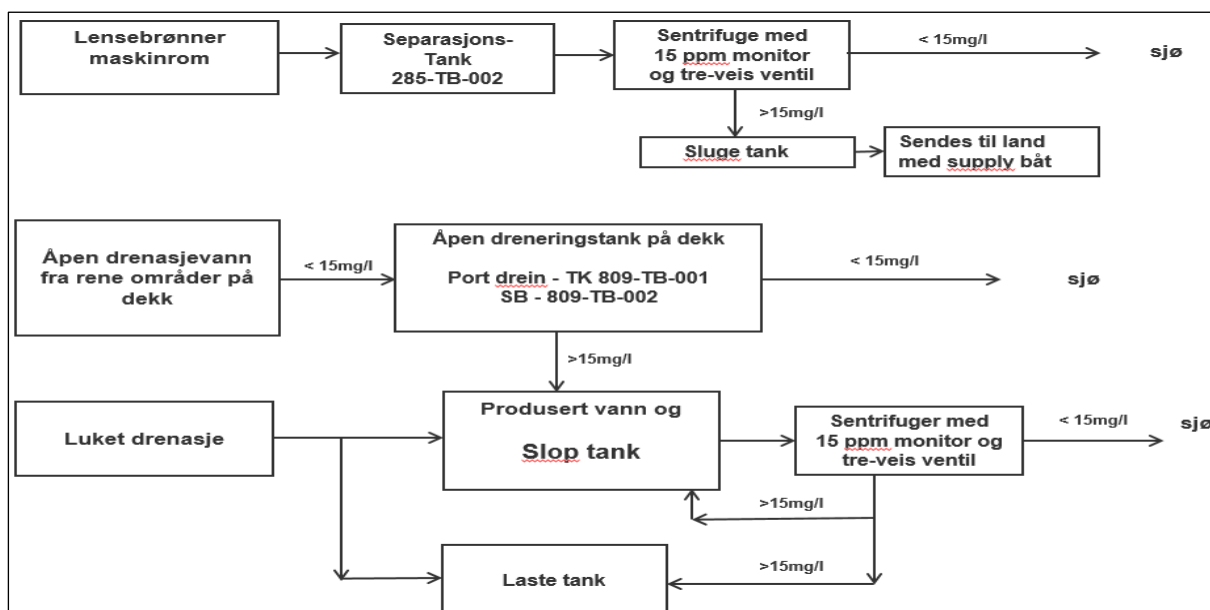 Lensebrønner
maskinrom
Separasjons-
Tank
285-TB-002
Sentrifuge med
15 ppm monitor
og tre-veis ventil
< 15mg/l
sjø
>15mg/l
Sluge tank
Sendes til land
med supply båt
Åpen drenasjevann
fra rene områder på
dekk
< 15mg/l
Åpen dreneringstank på dekk
Port drein - TK 809-TB-001
SB - 809-TB-002
< 15mg/l
sjø
>15mg/l
Luket drenasje
Produsert vann og
Slop tank
Sentrifuger med
15 ppm monitor og
tre-veis ventil
< 15mg/l
sjø
>15mg/l
Laste tank
>15mg/l